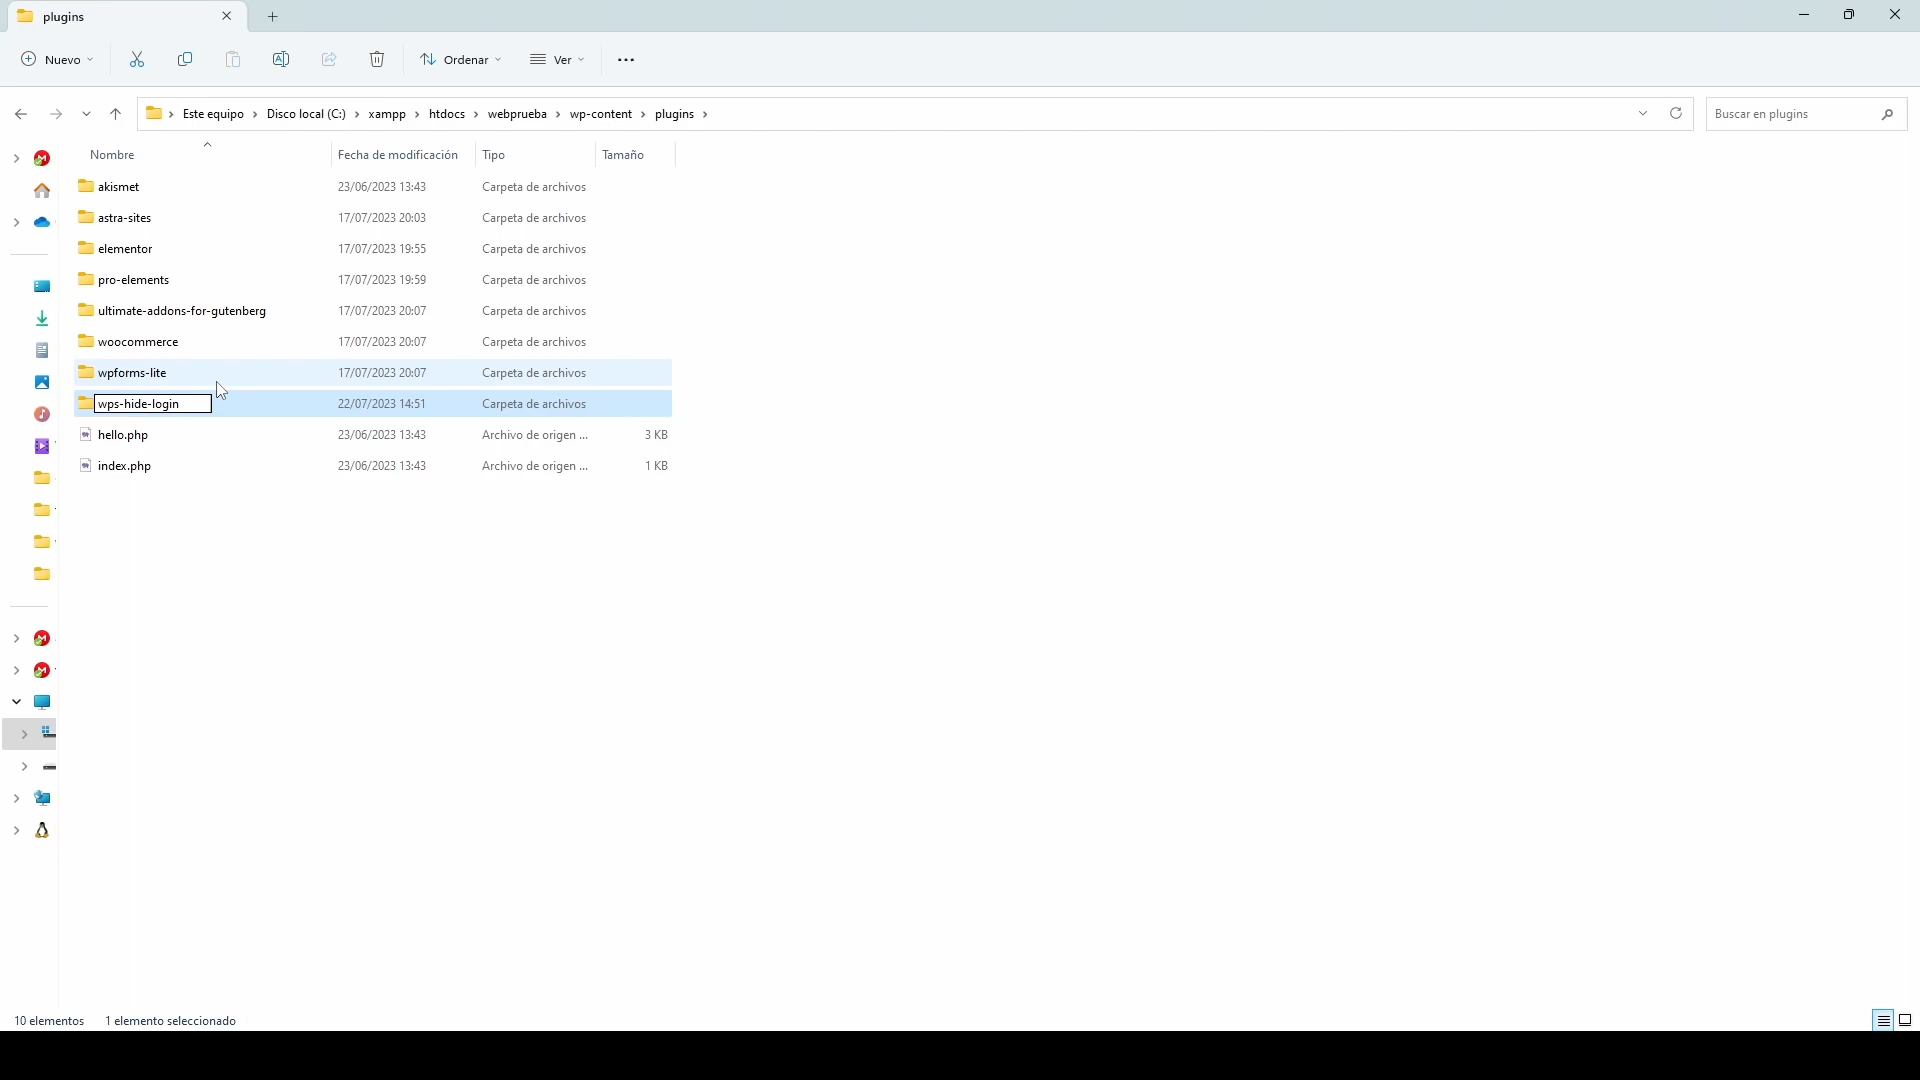 plugins
Nuevo
Ordenar
Ver
Este equipo > Disco local (C:) > xampp > htdocs > webprueba > wp-content > plugins >
Buscar en plugins
Nombre Fecha de modificación Tipo Tamaño
akismet 23/06/2023 13:43 Carpeta de archivos
astra-sites 17/07/2023 20:03 Carpeta de archivos
elementor 17/07/2023 19:55 Carpeta de archivos
pro-elements 17/07/2023 19:59 Carpeta de archivos
ultimate-addons-for-gutenberg 17/07/2023 20:07 Carpeta de archivos
woocommerce 17/07/2023 20:07 Carpeta de archivos
wpforms-lite 17/07/2023 20:07 Carpeta de archivos
wps-hide-login 22/07/2023 14:51 Carpeta de archivos
hello.php 23/06/2023 13:43 Archivo de origen ... 3 KB
index.php 23/06/2023 13:43 Archivo de origen ... 1 KB
10 elementos 1 elemento seleccionado